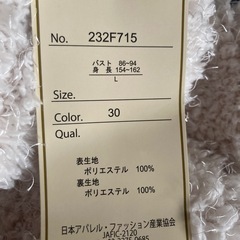 No. 232F715
バスト 86~94
身長 154~162
L
Size.
Color. 30
Qual.
表生地
ポリエステル 100%
裏生地
ポリエステル 100%
日本アパレル・ファッション産業協会
JAFIC-2120